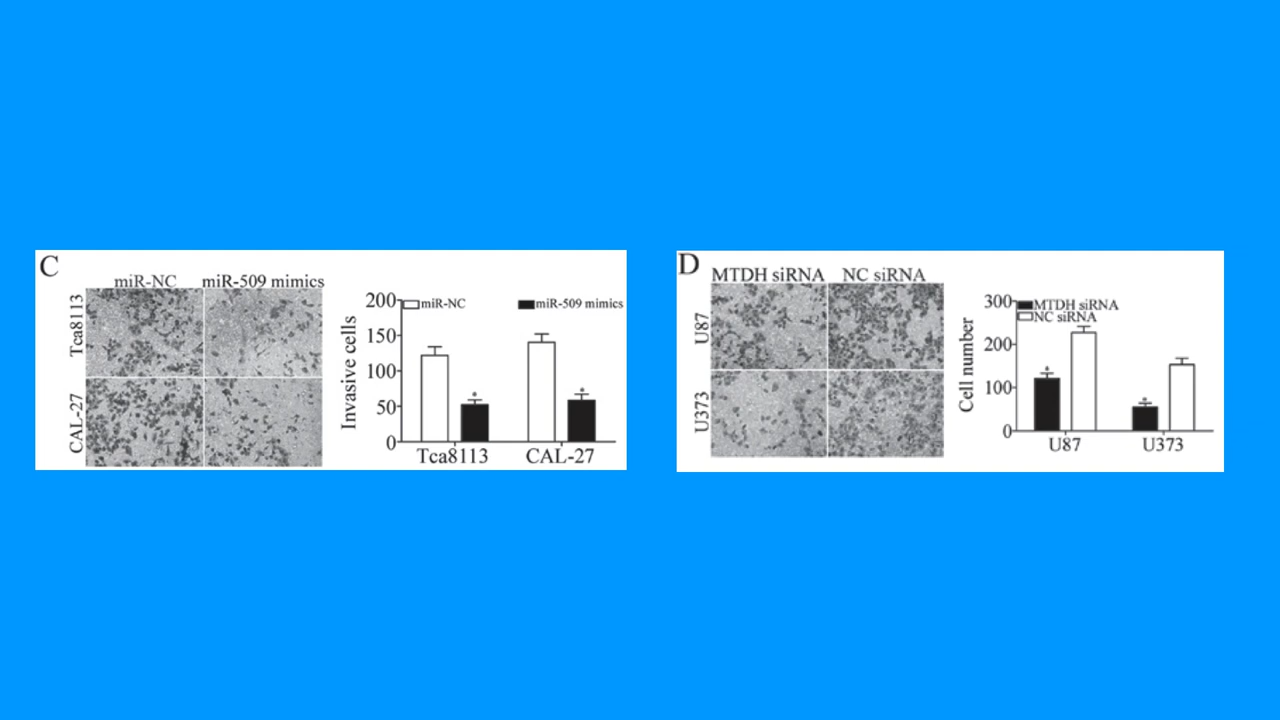 C
miR-NC miR-509 mimics
Tca8113
CAL-27
Invasive cells
200
150
100
50
0
miR-NC
miR-509 mimics
*
*
Tca8113 CAL-27
D
MTDH siRNA NC siRNA
U87
U373
Cell number
300
200
100
0
MTDH siRNA
NC siRNA
*
*
U87 U373